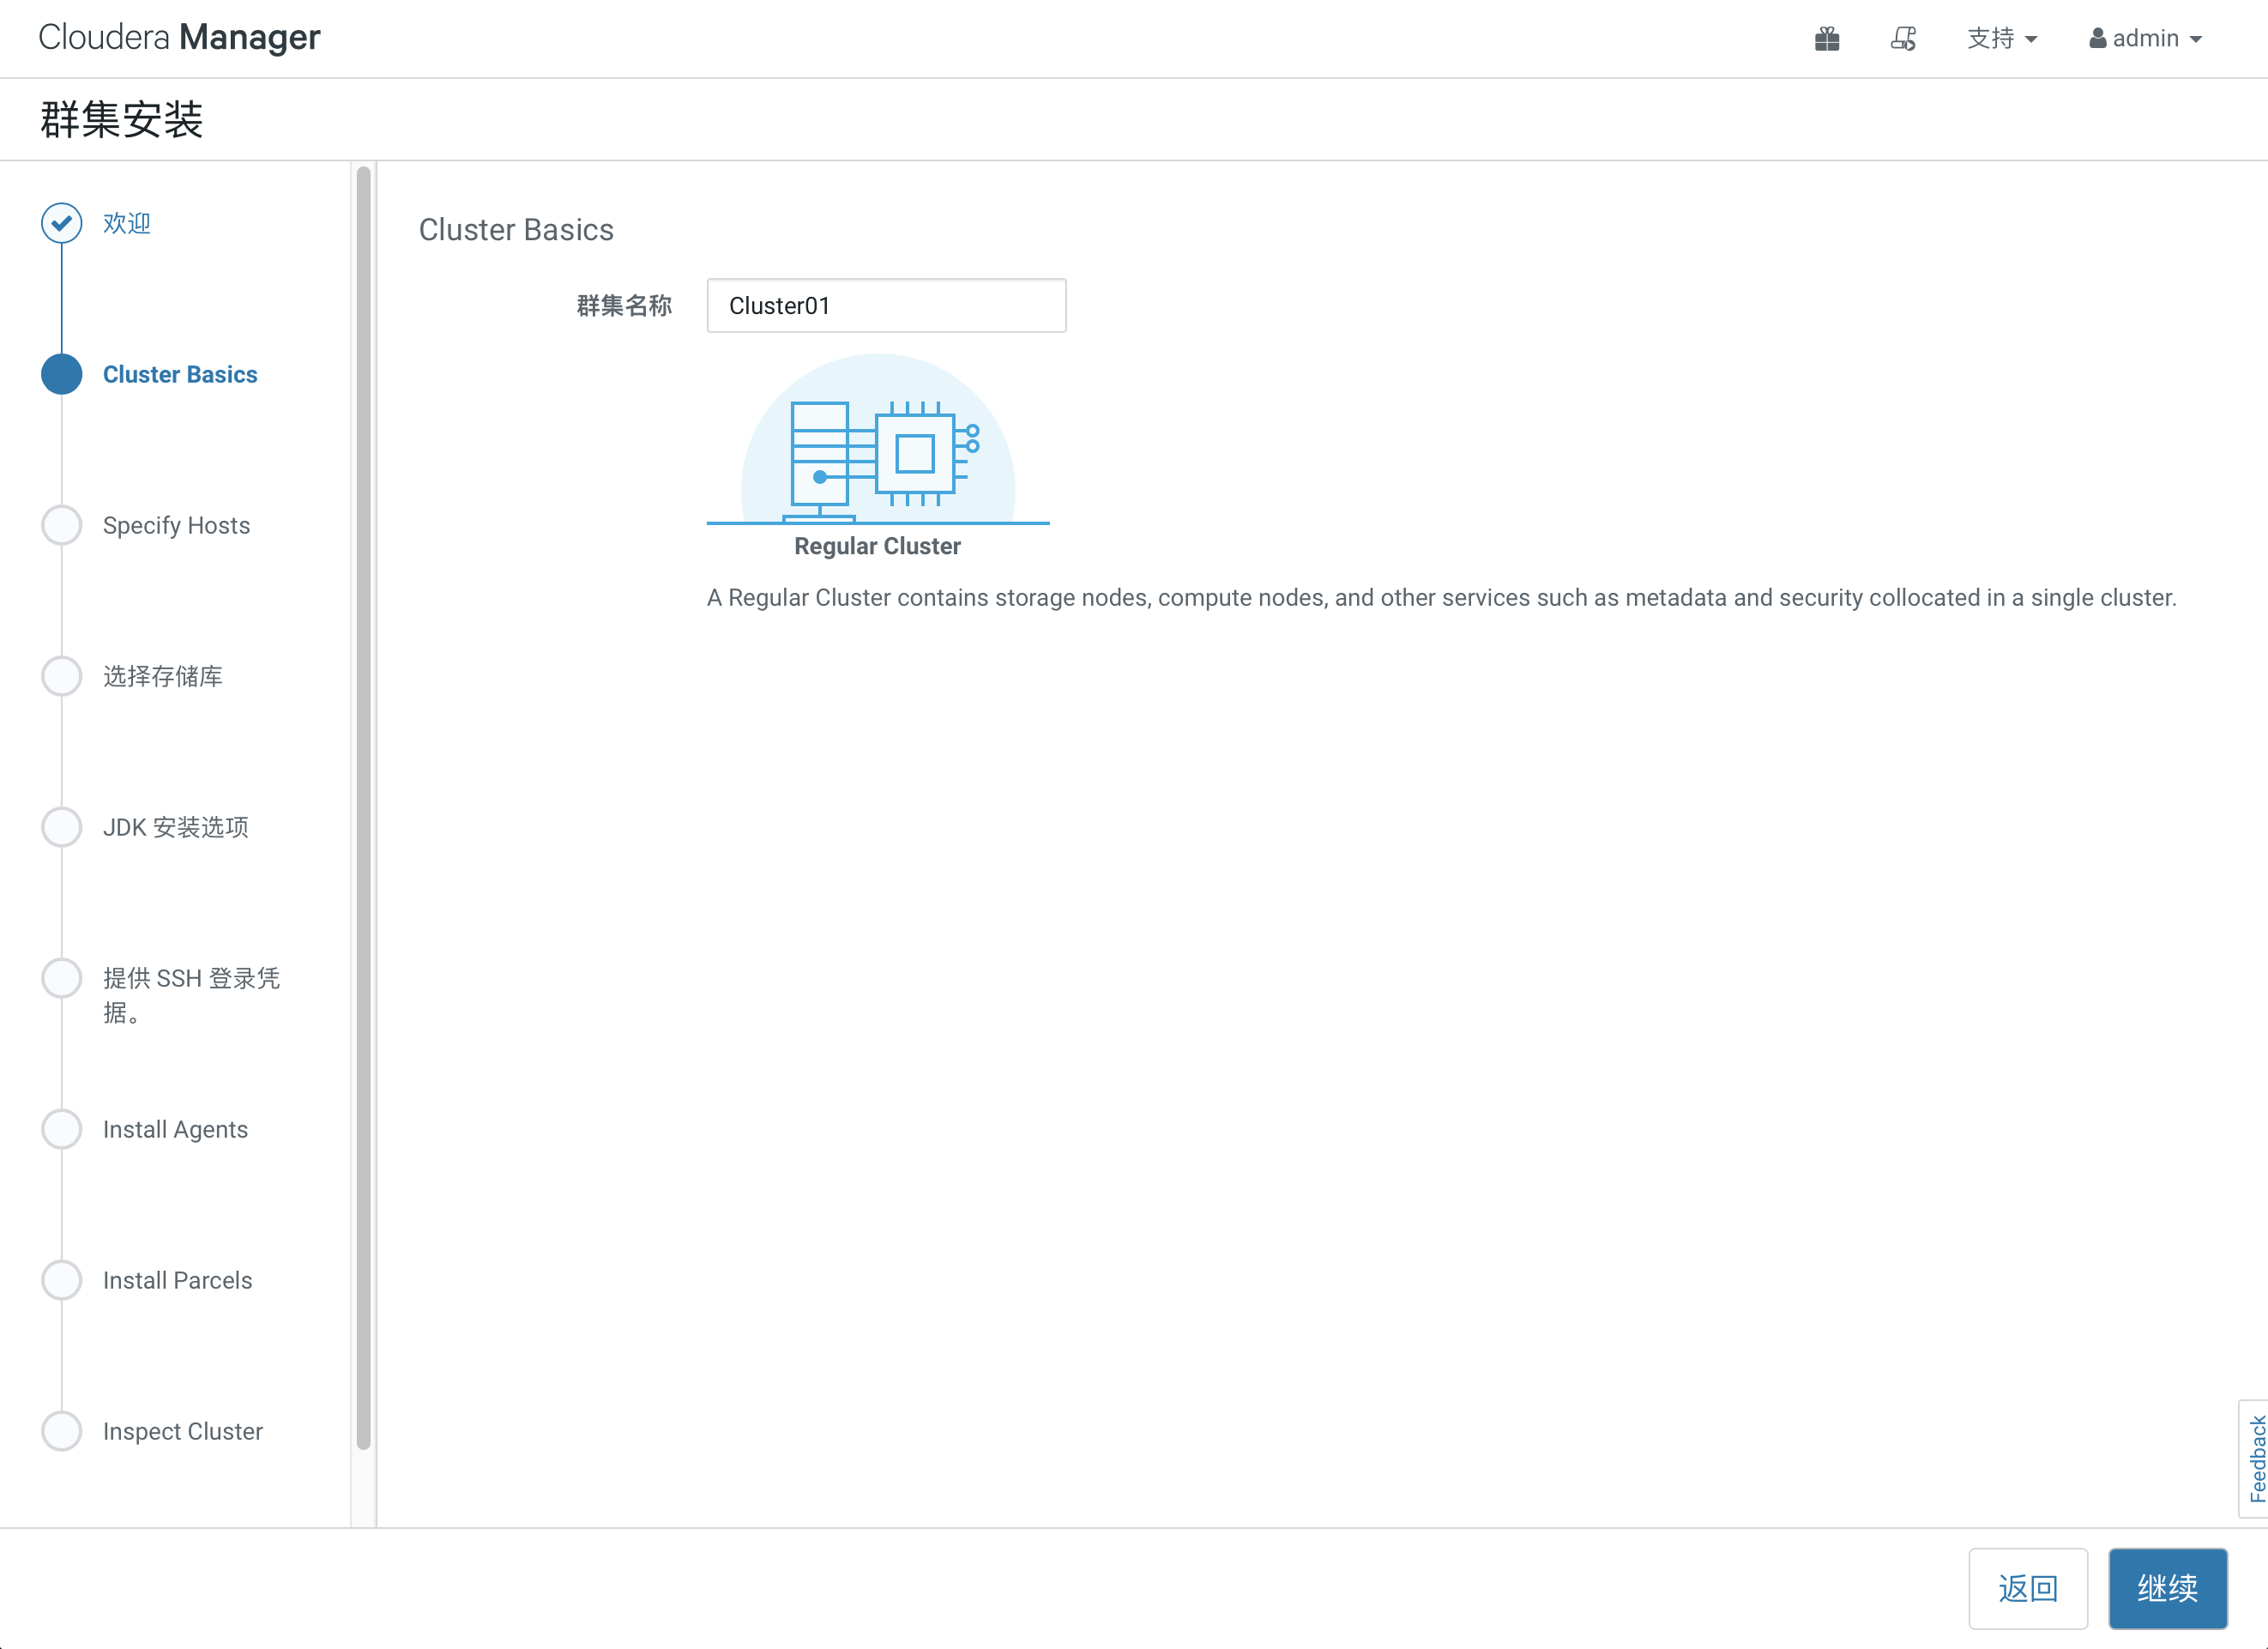 Cloudera Manager
支持
admin
群集安装
欢迎
Cluster Basics
Specify Hosts
选择存储库
JDK 安装选项
提供 SSH 登录凭
据。
Install Agents
Install Parcels
Inspect Cluster
Cluster Basics
群集名称
Cluster01
Regular Cluster
A Regular Cluster contains storage nodes, compute nodes, and other services such as metadata and security collocated in a single cluster.
Feedback
返回
继续